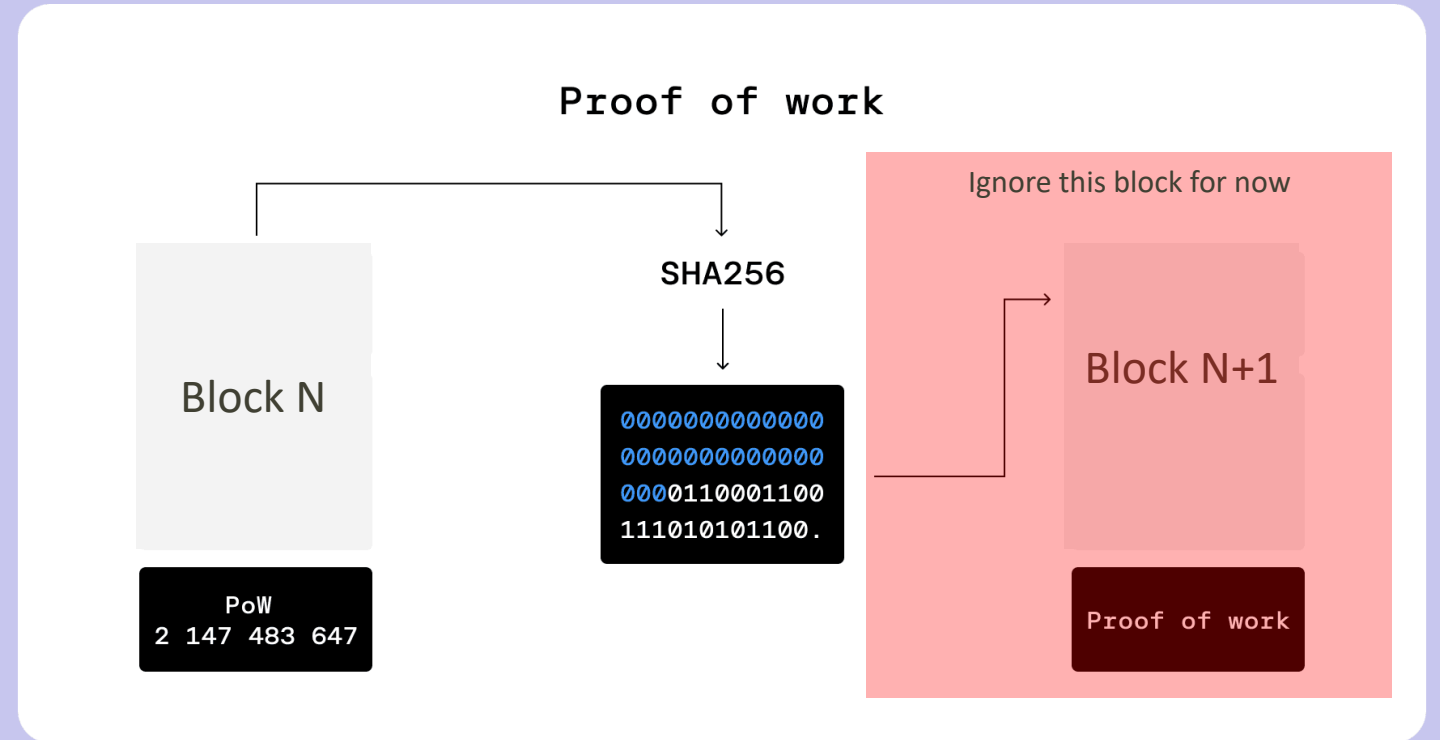 Proof of work
Ignore this block for now
SHA256
Block N
Block N+1
0000000000000
0000000000000
0000110001100
111010101100.
PoW
2 147 483 647
Proof of work